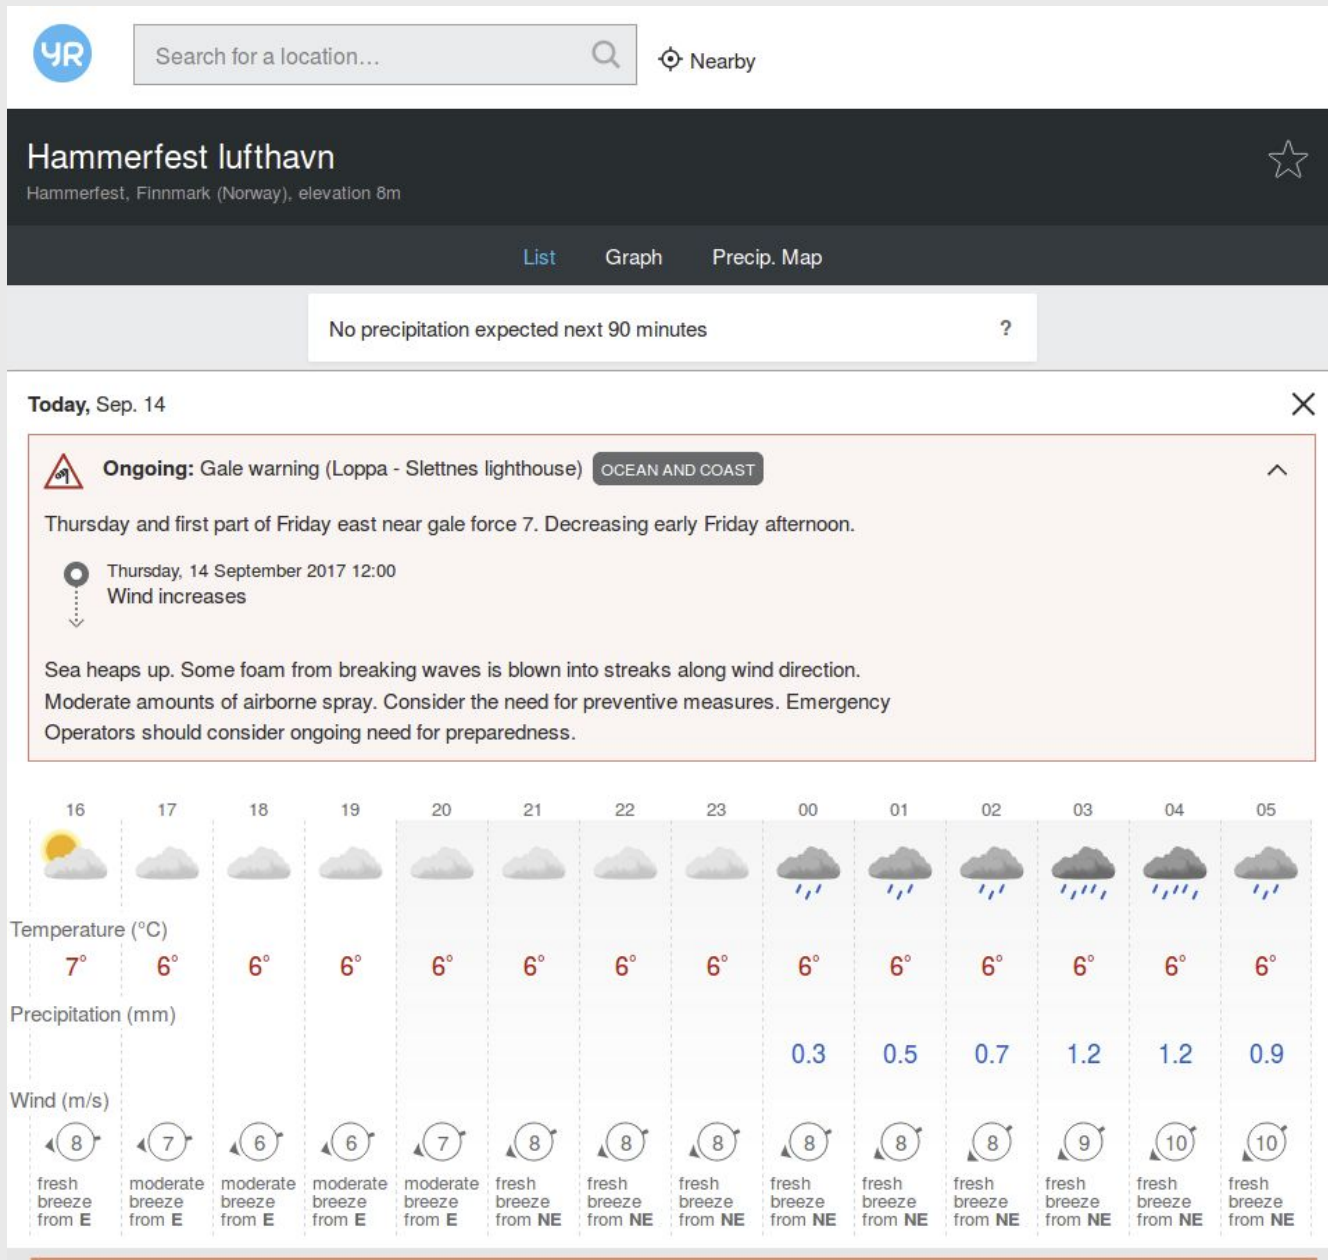 YR
Search for a location...
Nearby
Hammerfest lufthavn
Hammerfest, Finnmark (Norway), elevation 8m
List Graph Precip. Map
No precipitation expected next 90 minutes ?
Today, Sep. 14
Ongoing: Gale warning (Loppa - Slettnes lighthouse) OCEAN AND COAST
Thursday and first part of Friday east near gale force 7. Decreasing early Friday afternoon.
Thursday, 14 September 2017 12:00
Wind increases
Sea heaps up. Some foam from breaking waves is blown into streaks along wind direction.
Moderate amounts of airborne spray. Consider the need for preventive measures. Emergency
Operators should consider ongoing need for preparedness.
16 17 18 19 20 21 22 23 00 01 02 03 04 05
Temperature (°C)
7° 6° 6° 6° 6° 6° 6° 6° 6° 6° 6° 6° 6° 6°
Precipitation (mm)
0.3 0.5 0.7 1.2 1.2 0.9
Wind (m/s)
8 7 6 6 7 8 8 8 8 8 8 9 10 10
fresh moderate moderate moderate moderate fresh fresh fresh fresh fresh fresh fresh fresh fresh
breeze breeze breeze breeze breeze breeze breeze breeze breeze breeze breeze breeze breeze breeze
from E from E from E from E from E from NE from NE from NE from NE from NE from NE from NE from NE from NE